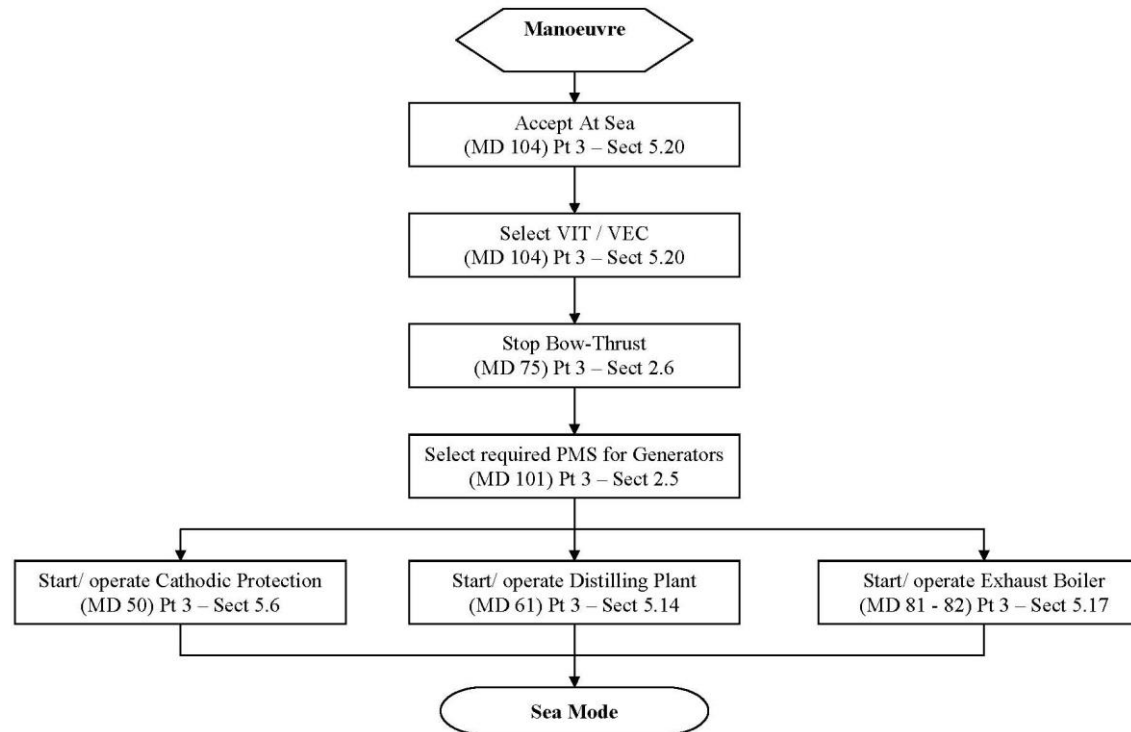 Manoeuvre
Accept At Sea
(MD 104) Pt 3 – Sect 5.20
Select VIT / VEC
(MD 104) Pt 3 – Sect 5.20
Stop Bow-Thrust
(MD 75) Pt 3 – Sect 2.6
Select required PMS for Generators
(MD 101) Pt 3 – Sect 2.5
Start/ operate Cathodic Protection
(MD 50) Pt 3 – Sect 5.6
Start/ operate Distilling Plant
(MD 61) Pt 3 – Sect 5.14
Start/ operate Exhaust Boiler
(MD 81 - 82) Pt 3 – Sect 5.17
Sea Mode